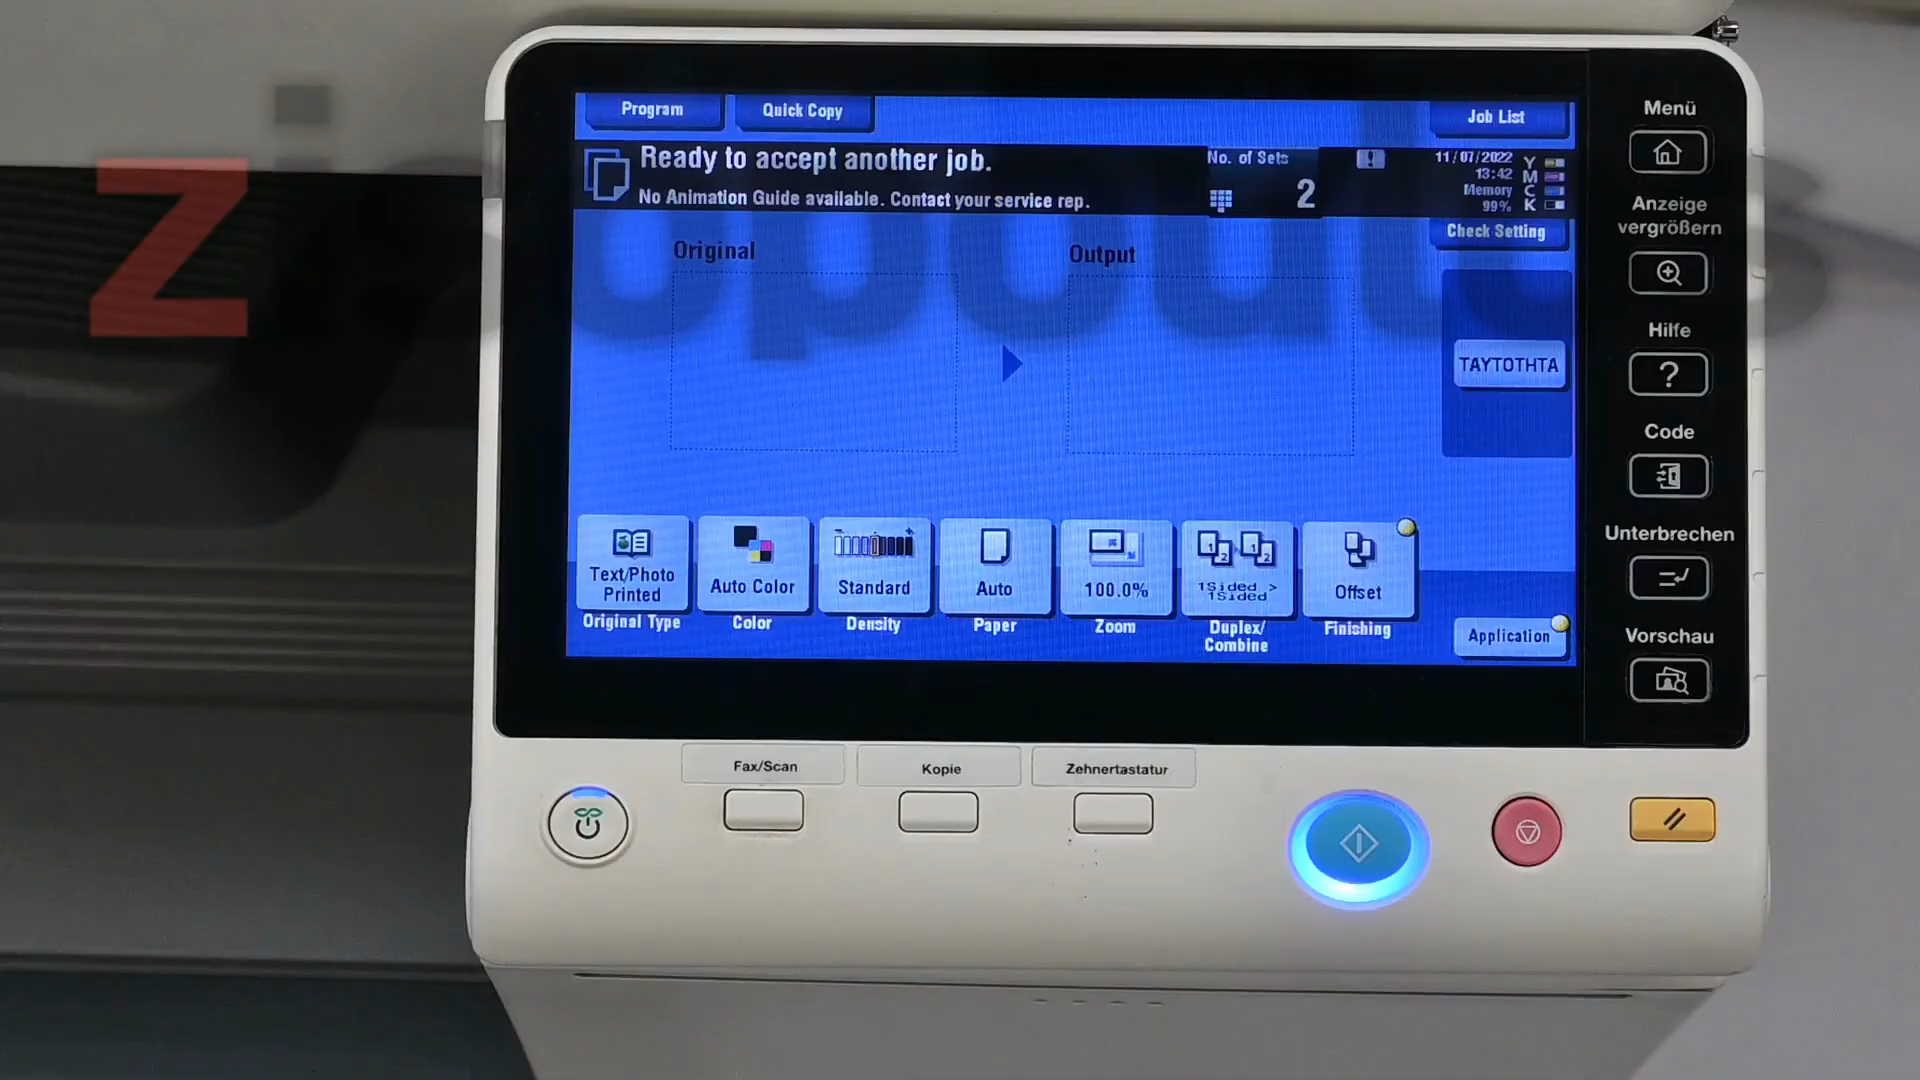 Program
Quick Copy
Job List
Ready to accept another job.
No Animation Guide available. Contact your service rep.
No. of Sets
2
11/07/2022
13:42
Memory
99%
Y
M
C
K
Check Setting
Original
Output
ΤΑΥΤΟΤΗΤΑ
Text/Photo
Printed
Auto Color
Standard
Auto
100.0%
1Sided >
1Sided
Offset
Original Type
Color
Density
Paper
Zoom
Duplex/
Combine
Finishing
Application
Menü
Anzeige
vergrößern
Hilfe
Code
Unterbrechen
Vorschau
Fax/Scan
Kopie
Zehnertastatur